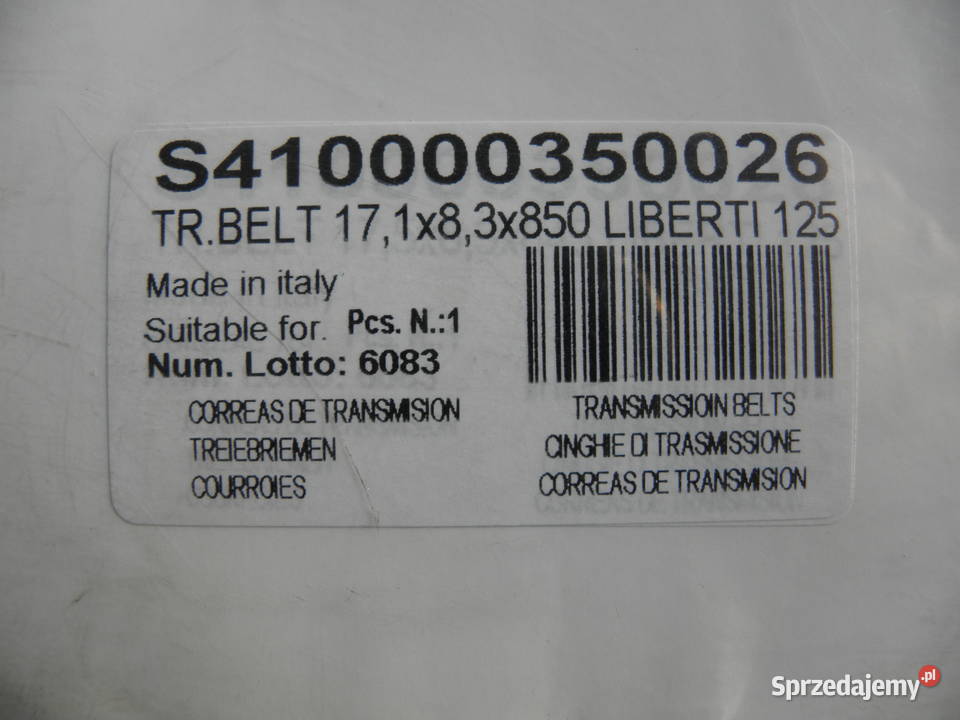 S410000350026
TR.BELT 17,1x8,3x850 LIBERTI 125
Made in italy
Suitable for. Pcs. N.:1
Num. Lotto: 6083
CORREAS DE TRANSMISION
TREIEBRIEMEN
COURROIES
TRANSMISSIOIN BELTS
CINGHIE DI TRASMISSIONE
CORREAS DE TRANSMISION
Sprzedajemy.pl